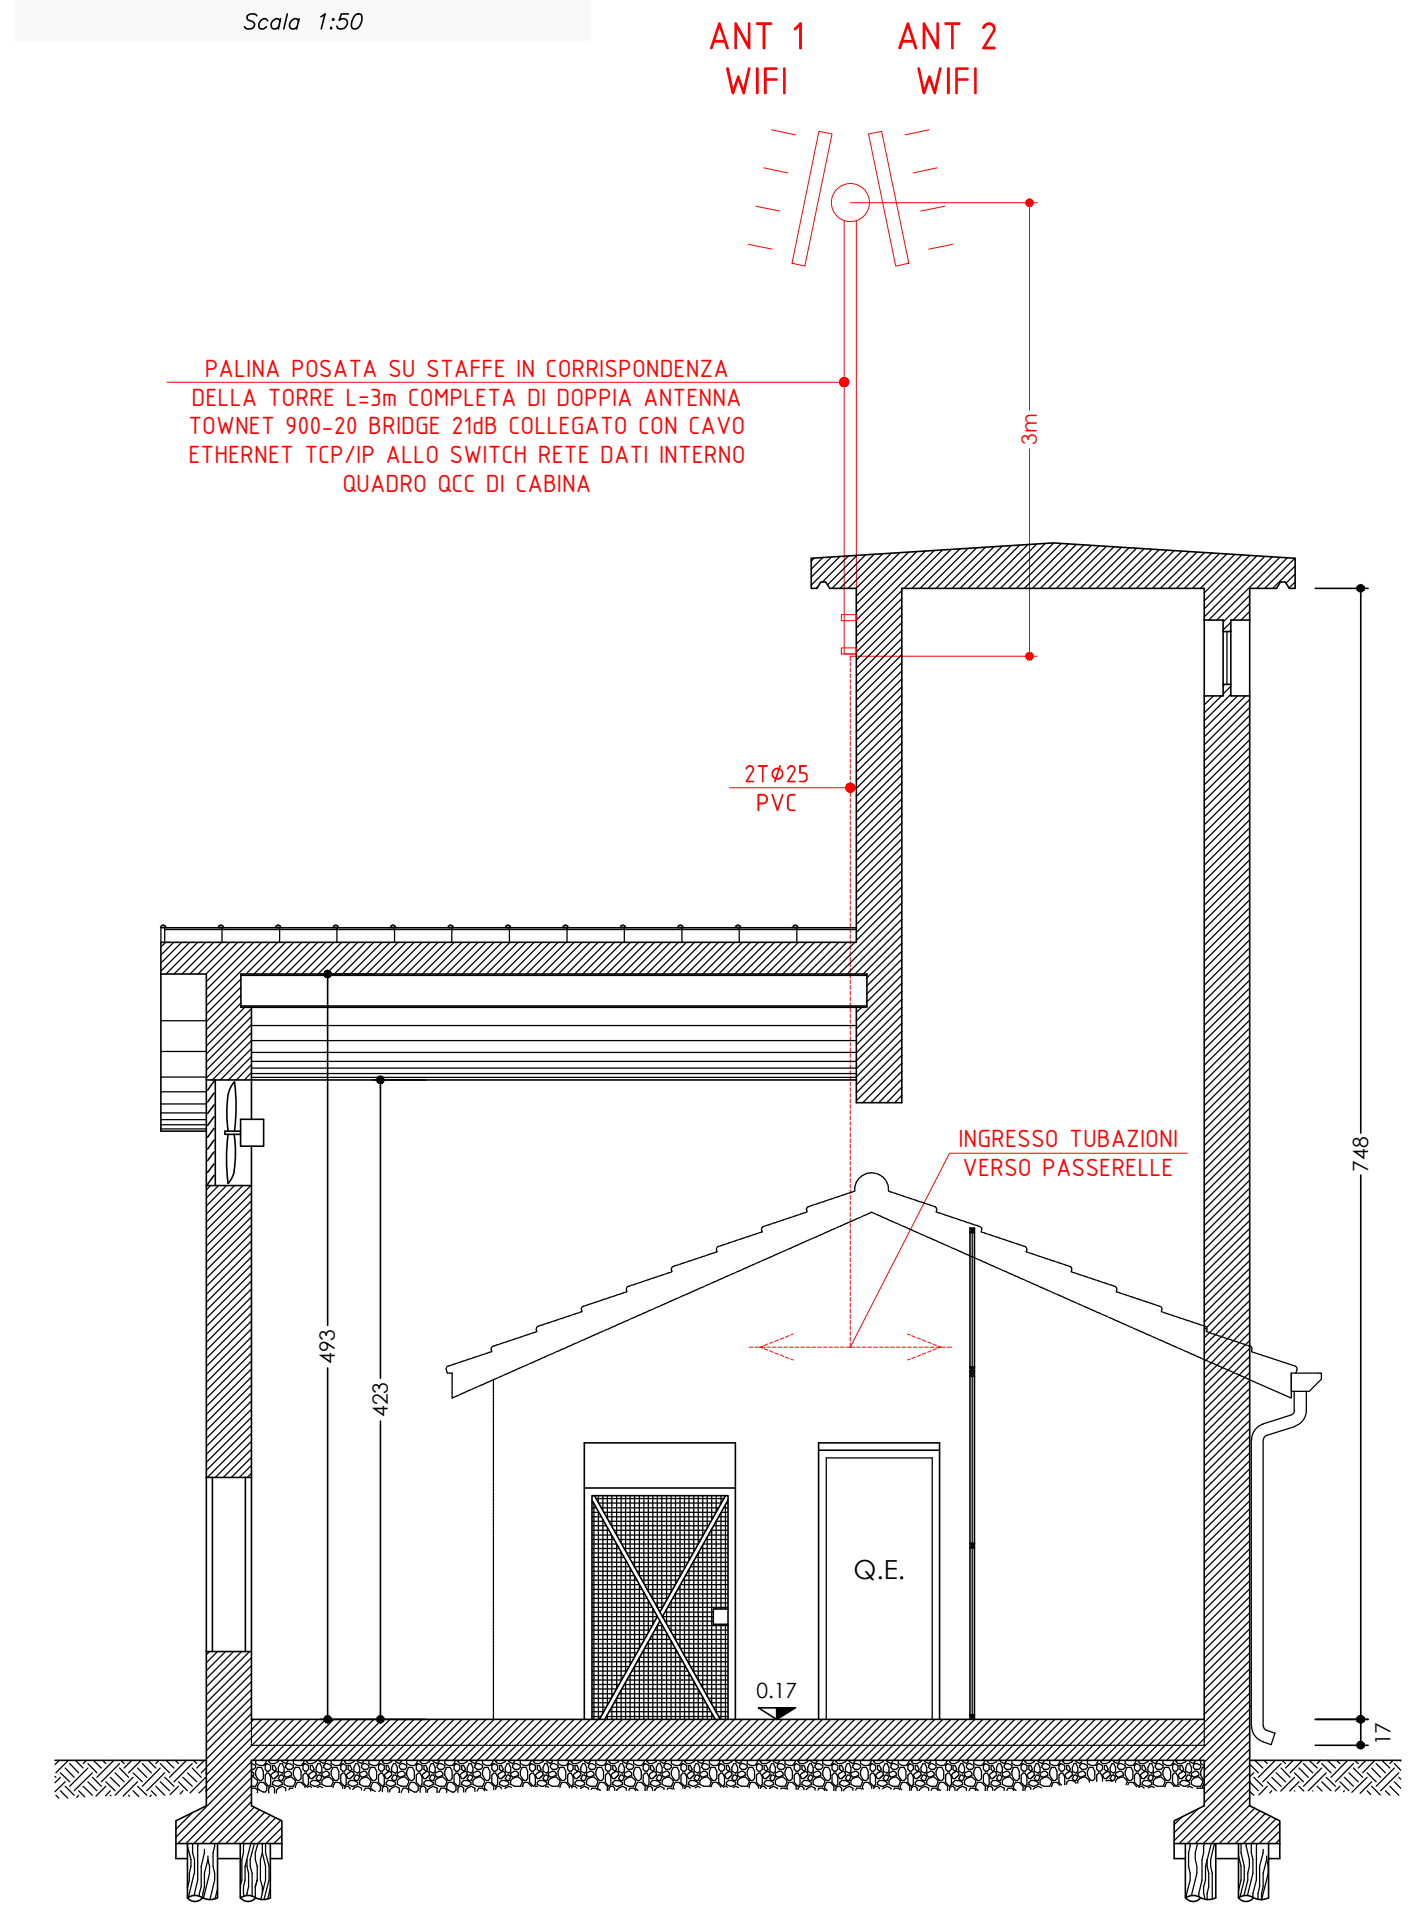 Scala 1:50
ANT 1
WIFI
ANT 2
WIFI
PALINA POSATA SU STAFFE IN CORRISPONDENZA
DELLA TORRE L=3m COMPLETA DI DOPPIA ANTENNA
TOWNET 900-20 BRIDGE 21dB COLLEGATO CON CAVO
ETHERNET TCP/IP ALLO SWITCH RETE DATI INTERNO
QUADRO QCC DI CABINA
3m
2Tø25
PVC
INGRESSO TUBAZIONI
VERSO PASSERELLE
748
493
423
Q.E.
0.17
17